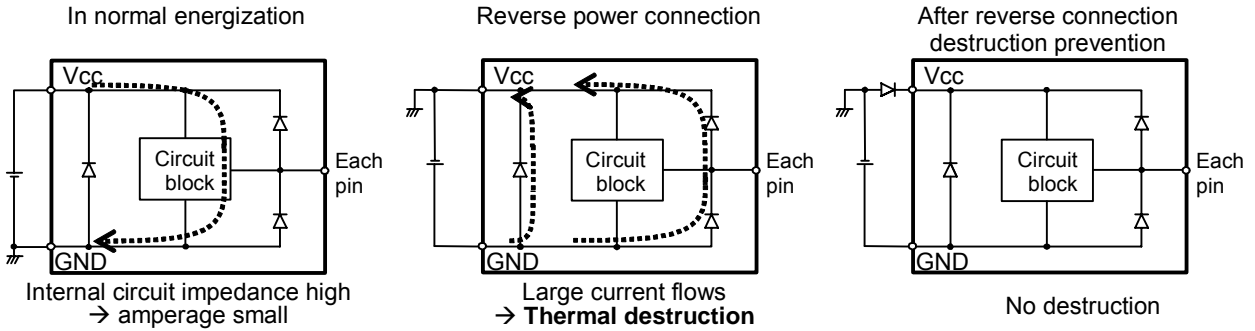 In normal energization
Vcc
Circuit
block
Each
pin
GND
Internal circuit impedance high
→ amperage small
Reverse power connection
Vcc
Circuit
block
Each
pin
GND
Large current flows
→ Thermal destruction
After reverse connection
destruction prevention
Vcc
Circuit
block
Each
pin
GND
No destruction